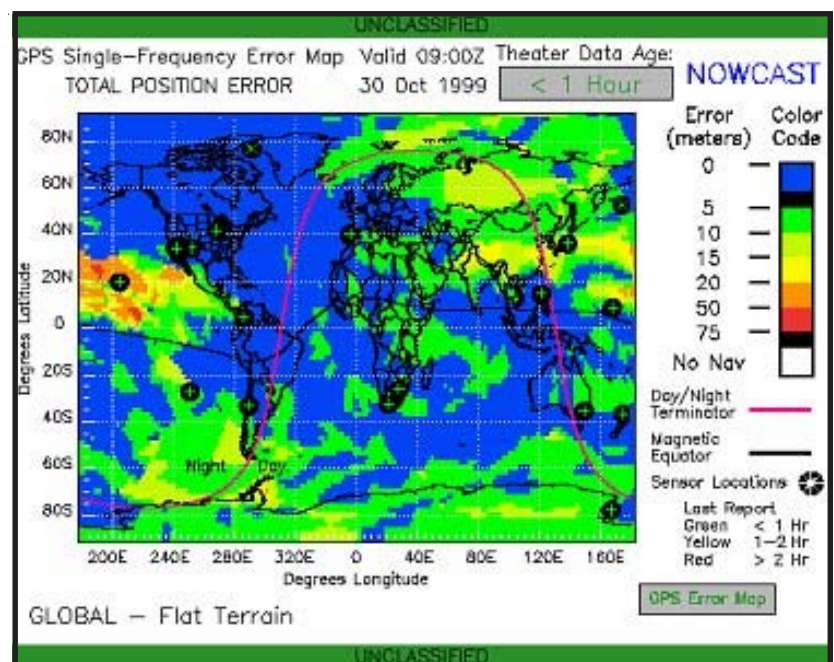 UNCLASSIFIED
GPS Single-Frequency Error Map Valid 09:00Z Theater Data Age:
TOTAL POSITION ERROR 30 Oct 1999 < 1 Hour
NOWCAST
Error (meters) Color Code
0
5
10
15
20
50
75
No Nav
Day/Night Terminator
Magnetic Equator
Sensor Locations
Last Report
Green < 1 Hr
Yellow 1-2 Hr
Red > 2 Hr
GPS Error Map
Degrees Latitude
80N
60N
40N
20N
0
20S
40S
60S
80S
Night Day
200E 240E 280E 320E 0 40E 80E 120E 160E
Degrees Longitude
GLOBAL - Flat Terrain
UNCLASSIFIED